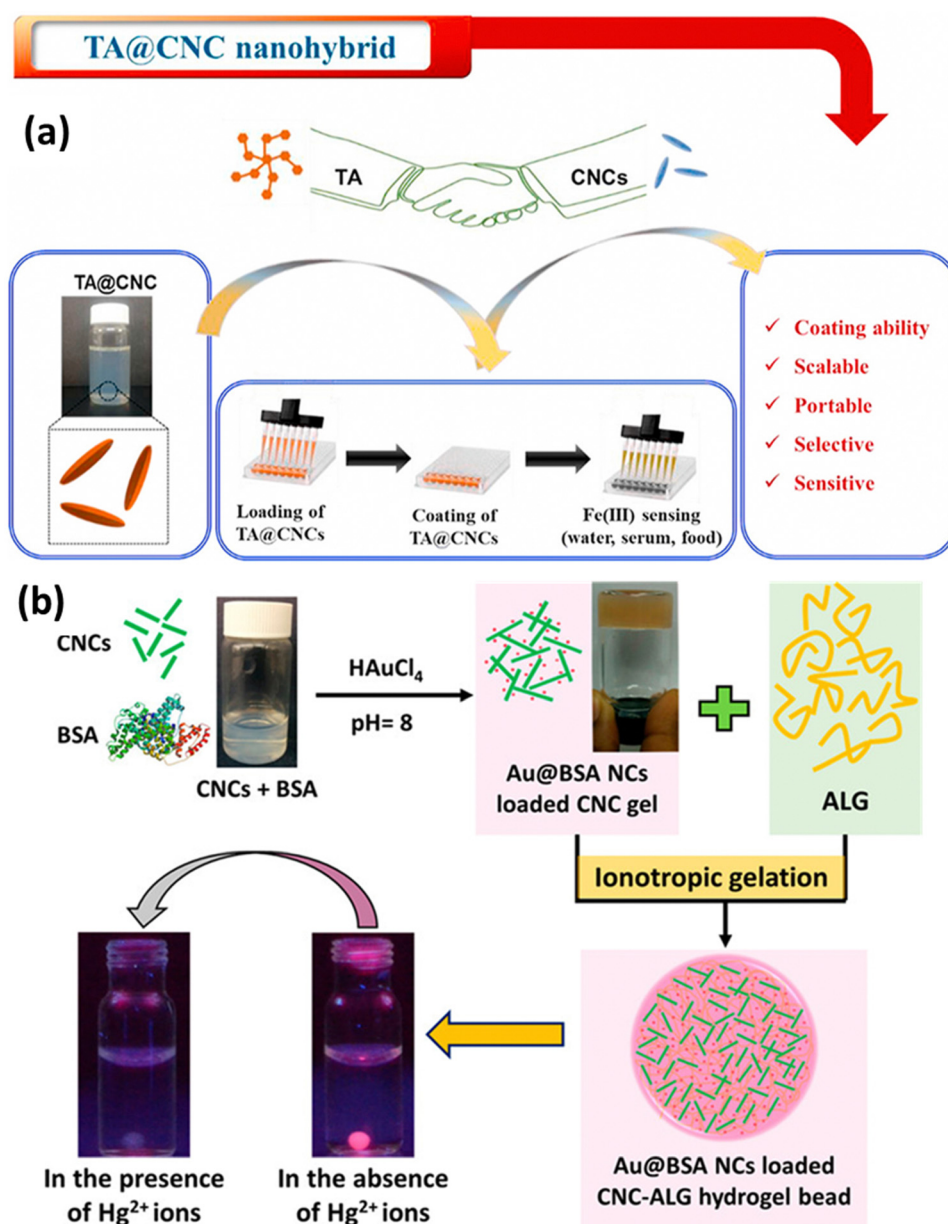 TA@CNC nanohybrid
(a)
TA
CNCs
TA@CNC
Loading of
TA@CNCs
Coating of
TA@CNCs
Fe(III) sensing
(water, serum, food)
✓ Coating ability
✓ Scalable
✓ Portable
✓ Selective
✓ Sensitive
(b)
CNCs
BSA
CNCs + BSA
HAuCl₄
pH= 8
Au@BSA NCs
loaded CNC gel
ALG
Ionotropic gelation
In the presence
of Hg²⁺ ions
In the absence
of Hg²⁺ ions
Au@BSA NCs loaded
CNC-ALG hydrogel bead